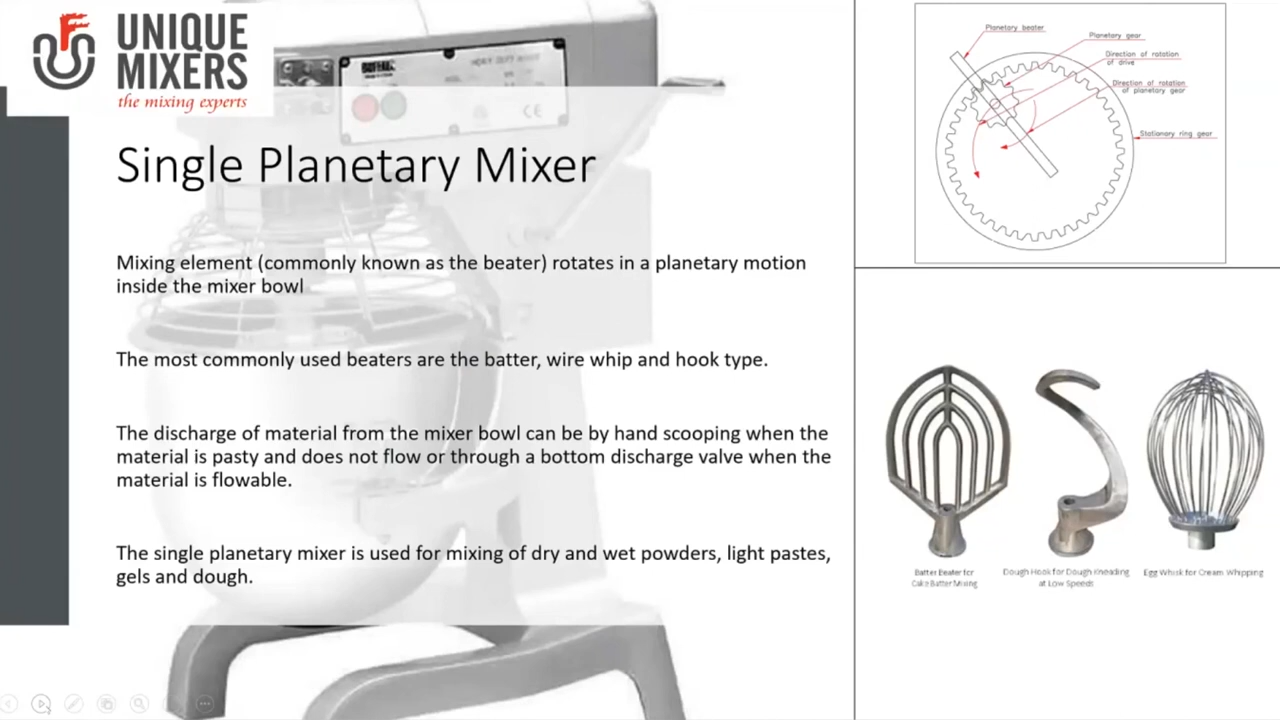 UNIQUE
MIXERS
the mixing experts
Single Planetary Mixer
Mixing element (commonly known as the beater) rotates in a planetary motion
inside the mixer bowl
The most commonly used beaters are the batter, wire whip and hook type.
The discharge of material from the mixer bowl can be by hand scooping when the
material is pasty and does not flow or through a bottom discharge valve when the
material is flowable.
The single planetary mixer is used for mixing of dry and wet powders, light pastes,
gels and dough.
Planetary beater
Planetary gear
Direction of rotation
of drive
Direction of rotation
of planetary gear
Stationary ring gear
Batter Beater for
Cake Batter Mixing
Dough Hook for Dough Kneading
at Low Speeds
Egg Whisk for Cream Whipping
CE